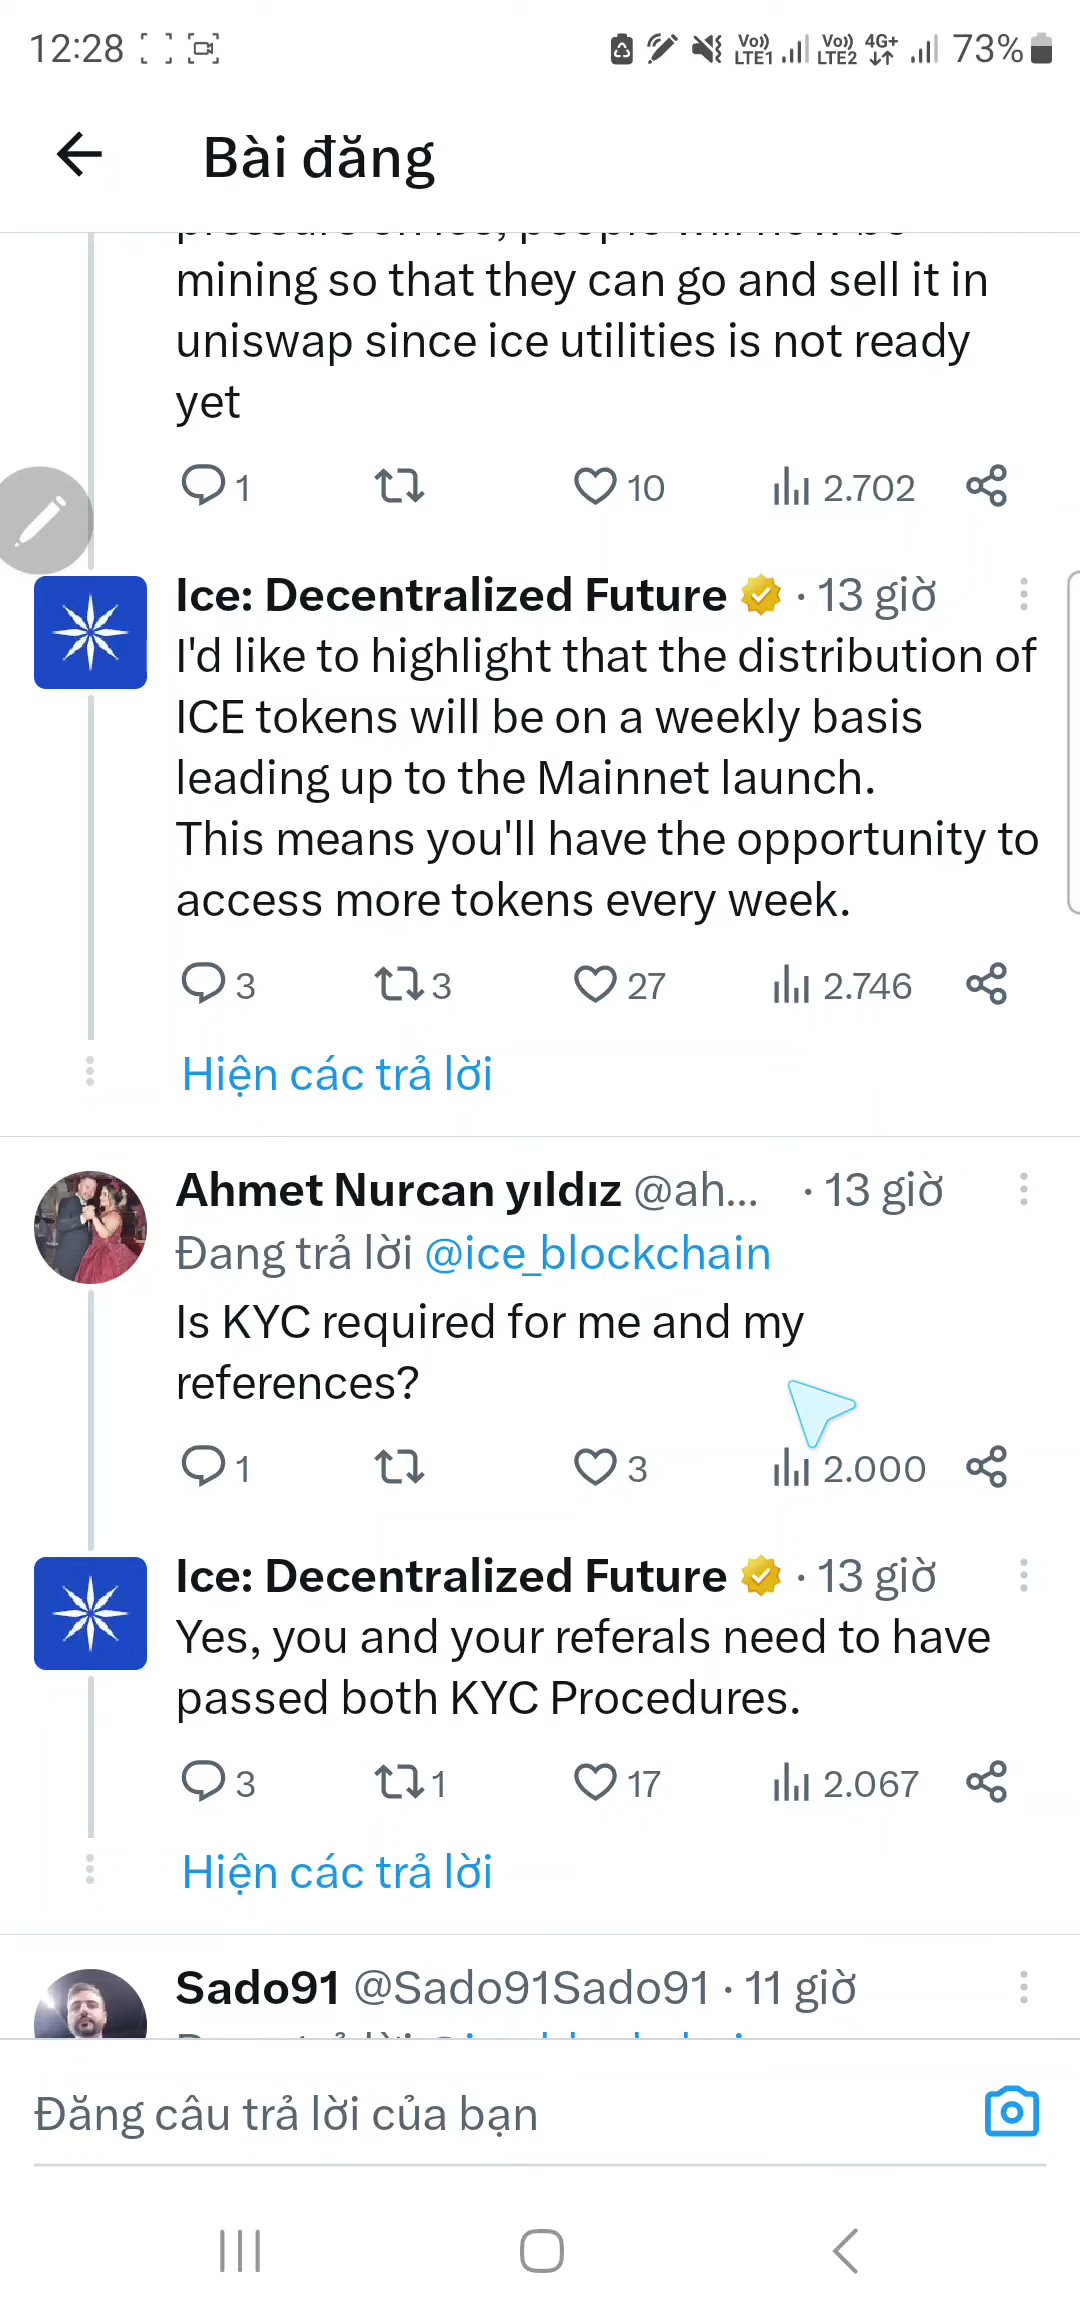 12:28
Vo)) LTE1 Vo)) LTE2 4G+ 73%
Bài đăng
mining so that they can go and sell it in
uniswap since ice utilities is not ready
yet
1 10 2.702
Ice: Decentralized Future · 13 giờ
I'd like to highlight that the distribution of
ICE tokens will be on a weekly basis
leading up to the Mainnet launch.
This means you'll have the opportunity to
access more tokens every week.
3 3 27 2.746
Hiện các trả lời
Ahmet Nurcan yıldız @ah... · 13 giờ
Đang trả lời @ice_blockchain
Is KYC required for me and my
references?
1 3 2.000
Ice: Decentralized Future · 13 giờ
Yes, you and your referals need to have
passed both KYC Procedures.
3 1 17 2.067
Hiện các trả lời
Sado91 @Sado91Sado91 · 11 giờ
Đăng câu trả lời của bạn